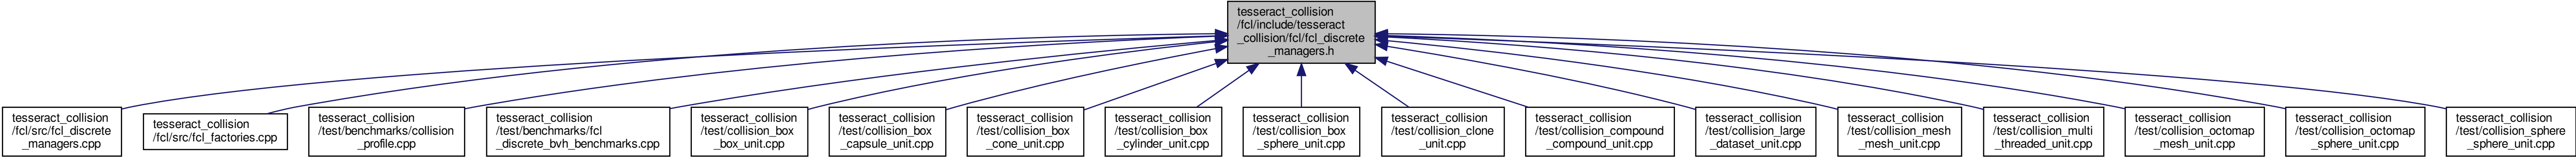 tesseract_collision
/fcl/include/tesseract
_collision/fcl/fcl_discrete
_managers.h
tesseract_collision
/fcl/src/fcl_discrete
_managers.cpp
tesseract_collision
/fcl/src/fcl_factories.cpp
tesseract_collision
/test/benchmarks/collision
_profile.cpp
tesseract_collision
/test/benchmarks/fcl
_discrete_bvh_benchmarks.cpp
tesseract_collision
/test/collision_box
_box_unit.cpp
tesseract_collision
/test/collision_box
_capsule_unit.cpp
tesseract_collision
/test/collision_box
_cone_unit.cpp
tesseract_collision
/test/collision_box
_cylinder_unit.cpp
tesseract_collision
/test/collision_box
_sphere_unit.cpp
tesseract_collision
/test/collision_clone
_unit.cpp
tesseract_collision
/test/collision_compound
_compound_unit.cpp
tesseract_collision
/test/collision_large
_dataset_unit.cpp
tesseract_collision
/test/collision_mesh
_mesh_unit.cpp
tesseract_collision
/test/collision_multi
_threaded_unit.cpp
tesseract_collision
/test/collision_octomap
_mesh_unit.cpp
tesseract_collision
/test/collision_octomap
_sphere_unit.cpp
tesseract_collision
/test/collision_sphere
_sphere_unit.cpp